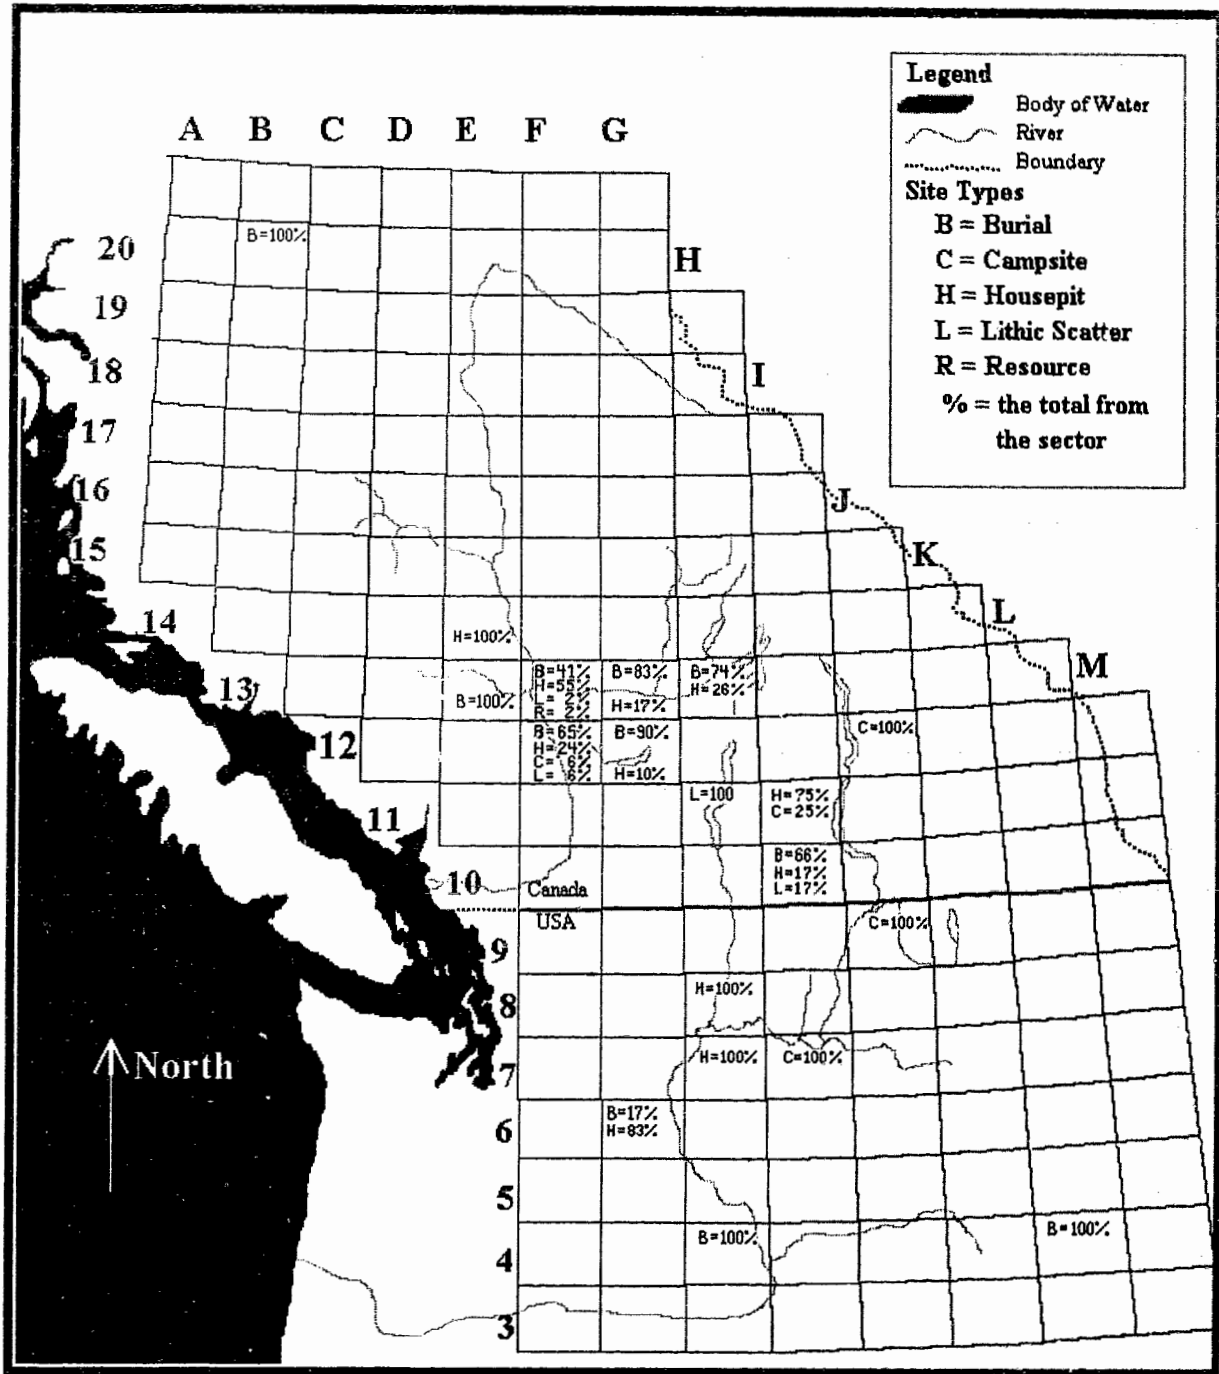 Legend
Body of Water
River
Boundary
Site Types
B = Burial
C = Campsite
H = Housepit
L = Lithic Scatter
R = Resource
% = the total from
the sector
A B C D E F G
H
I
J
K
L
M
20
19
18
17
16
15
14
13
12
11
10
9
8
7
6
5
4
3
B=100%
H=100%
B=100%
B=41%
H=55%
L= 2%
R= 2%
B=83%
H=17%
B=74%
H=26%
B=65%
H=24%
C= 6%
L= 6%
B=90%
H=10%
C=100%
L=100
H=75%
C=25%
B=66%
H=17%
L=17%
Canada
USA
C=100%
H=100%
H=100%
C=100%
B=17%
H=83%
B=100%
B=100%
North